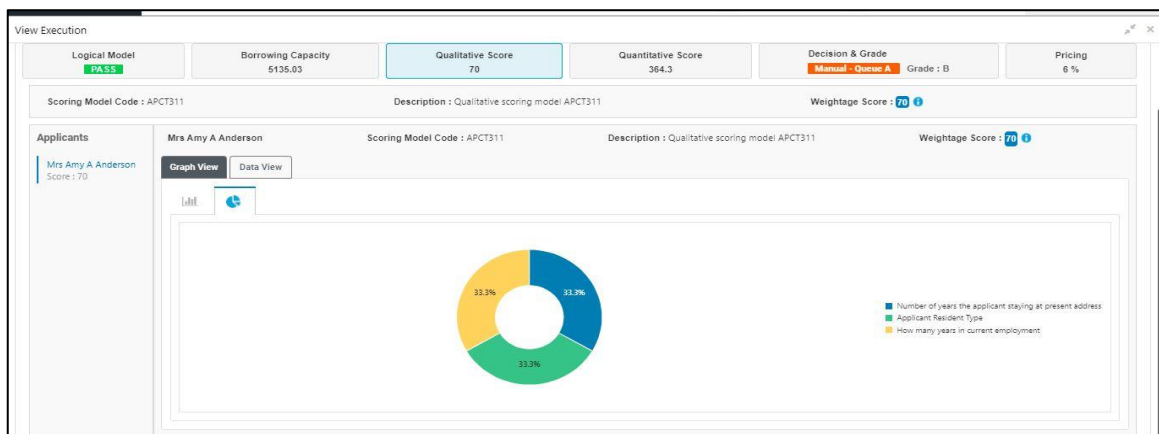 View Execution
Logical Model
PASS
Borrowing Capacity
5135.03
Qualitative Score
70
Quantitative Score
364.3
Decision & Grade
Manual - Queue A Grade : B
Pricing
6 %
Scoring Model Code : APCT311 Description : Qualitative scoring model APCT311 Weightage Score : 70
Applicants
Mrs Amy A Anderson
Score : 70
Mrs Amy A Anderson Scoring Model Code : APCT311 Description : Qualitative scoring model APCT311 Weightage Score : 70
Graph View Data View
33.3% 33.3%
33.3%
Number of years the applicant staying at present address
Applicant Resident Type
How many years in current employment